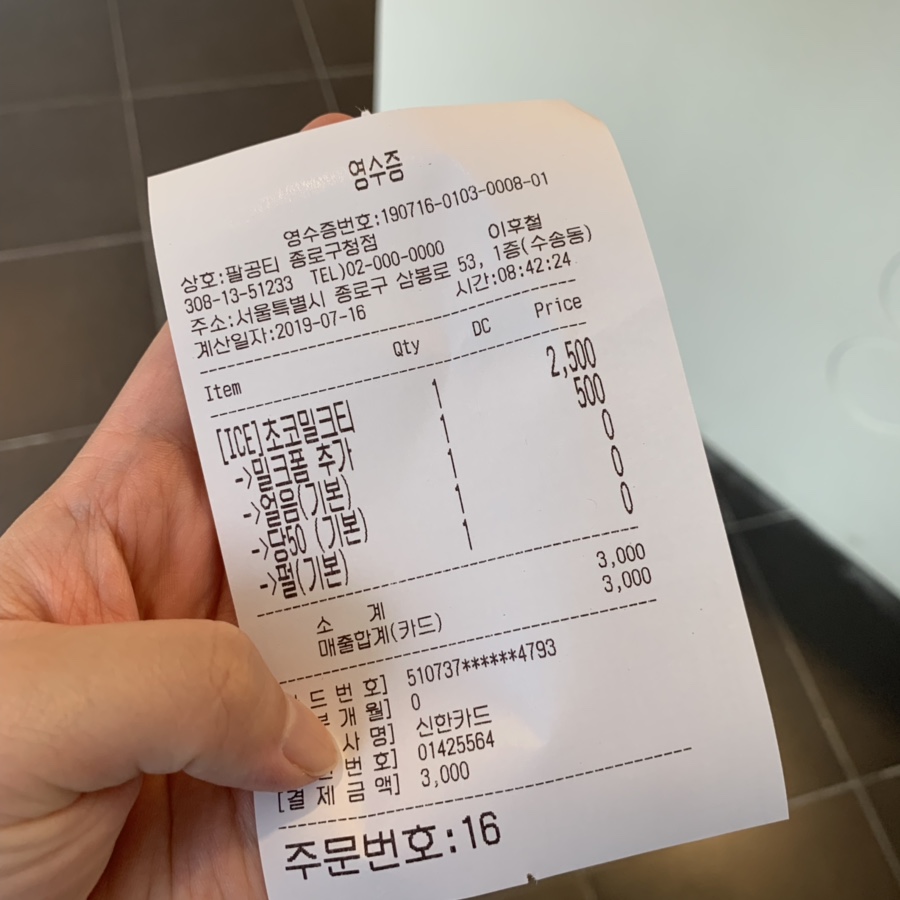 영수증
영수증번호:190716-0103-0008-01
상호:팔공티 종로구청점 이후철
308-13-51233 TEL)02-000-0000
주소:서울특별시 종로구 삼봉로 53, 1층(수송동)
계산일자:2019-07-16 시간:08:42:24
Item Qty DC Price
[ICE]초코밀크티 1 2,500
->밀크폼 추가 1 500
->얼음(기본) 1 0
->당50 (기본) 1 0
->펄(기본) 1 0
소 계 3,000
매출합계(카드) 3,000
드 번 호] 510737******4793
개 월] 0
사 명] 신한카드
번 호] 01425564
[결 제 금 액] 3,000
주문번호:16